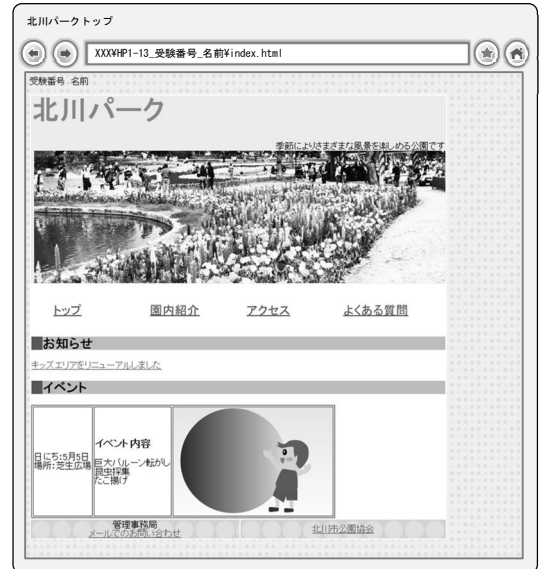 北川パークトップ
XXX¥HP1-13_受験番号_名前¥index.html
受験番号 名前
北川パーク
季節によりさまざまな風景を楽しめる公園です
トップ 園内紹介 アクセス よくある質問
お知らせ
キッズエリアをリニューアルしました
イベント
日にち:5月5日
場所:芝生広場
イベント内容
巨大バルーン転がし
昆虫採集
たこ揚げ
管理事務局
メールでのお問い合わせ
北川市公園協会